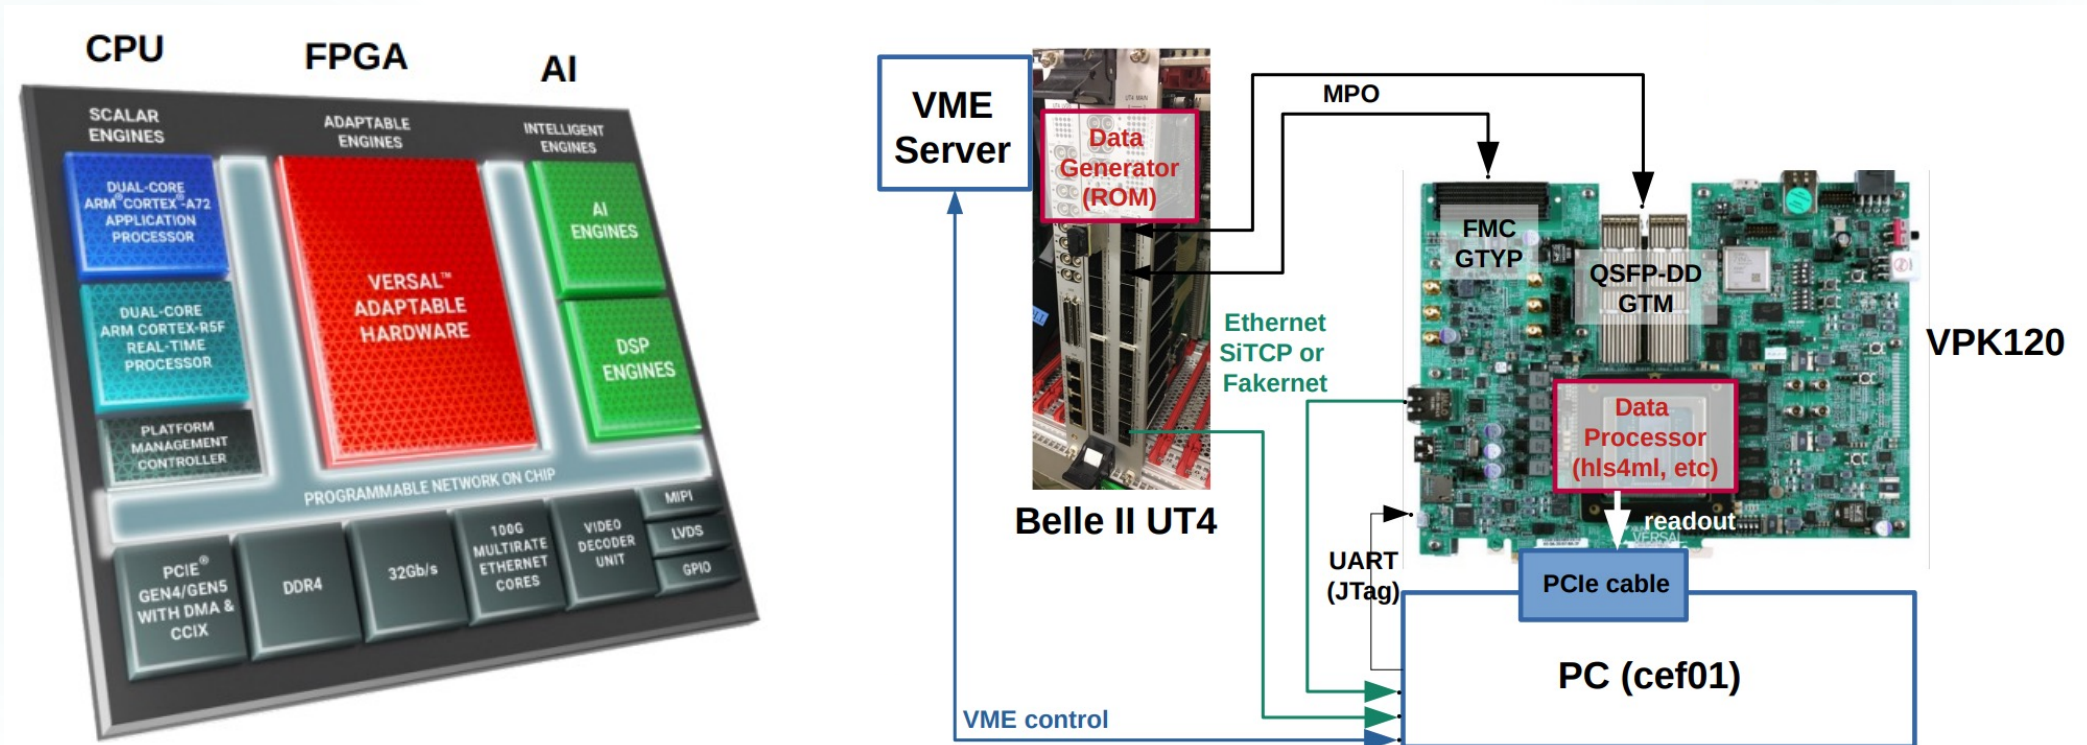 CPU
FPGA
AI
SCALAR
ENGINES
ADAPTABLE
ENGINES
INTELLIGENT
ENGINES
DUAL-CORE
ARM® CORTEX®-A72
APPLICATION
PROCESSOR
DUAL-CORE
ARM CORTEX-R5F
REAL-TIME
PROCESSOR
PLATFORM
MANAGEMENT
CONTROLLER
VERSAL™
ADAPTABLE
HARDWARE
AI
ENGINES
DSP
ENGINES
PROGRAMMABLE NETWORK ON CHIP
PCIE®
GEN4/GEN5
WITH DMA &
CCIX
DDR4
32Gb/s
100G
MULTIRATE
ETHERNET
CORES
VIDEO
DECODER
UNIT
MIPI
LVDS
GPIO
VME
Server
Data
Generator
(ROM)
Belle II UT4
MPO
FMC
GTYP
QSFP-DD
GTM
VPK120
Ethernet
SiTCP or
Fakernet
Data
Processor
(hls4ml, etc)
readout
VERSAL
UART
(JTag)
PCIe cable
PC (cef01)
VME control